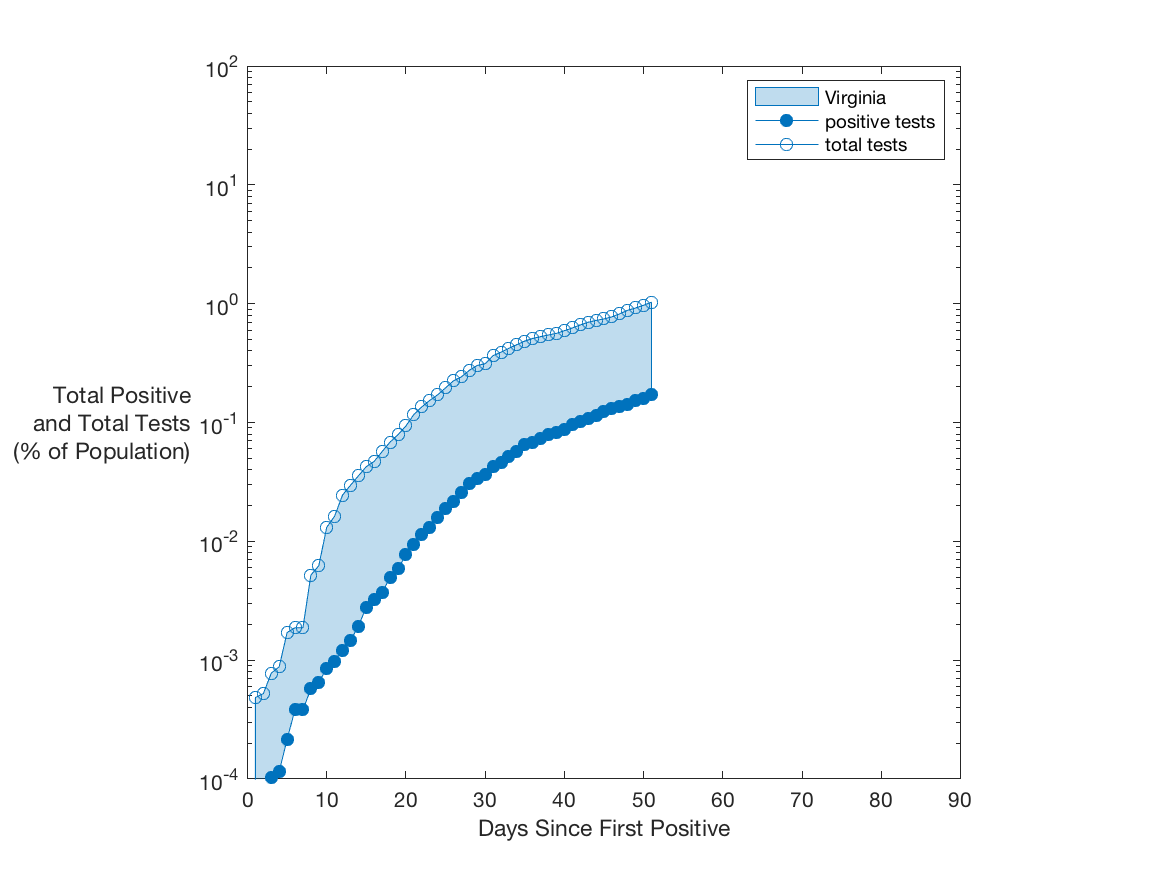 10^2
10^1
10^0
10^-1
10^-2
10^-3
10^-4
Total Positive
and Total Tests
(% of Population)
Virginia
positive tests
total tests
0 10 20 30 40 50 60 70 80 90
Days Since First Positive